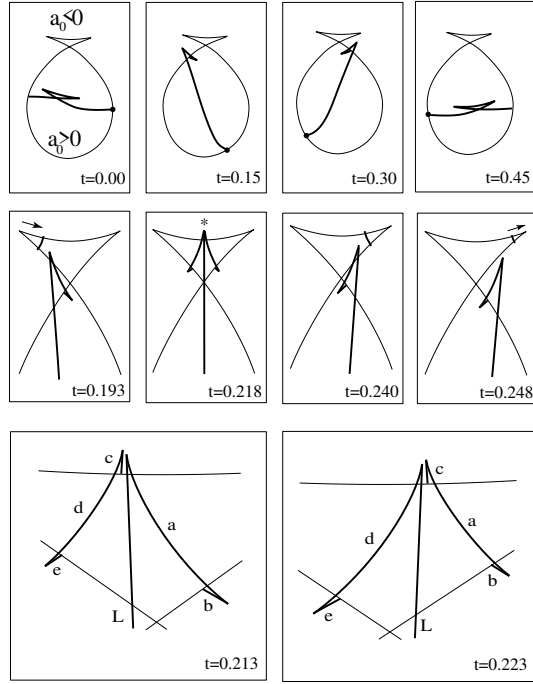 a₀<0
a₀>0
t=0.00
t=0.15
t=0.30
t=0.45
t=0.193
*
t=0.218
t=0.240
t=0.248
c
d
a
e
b
L
t=0.213
c
d
a
b
e
L
t=0.223